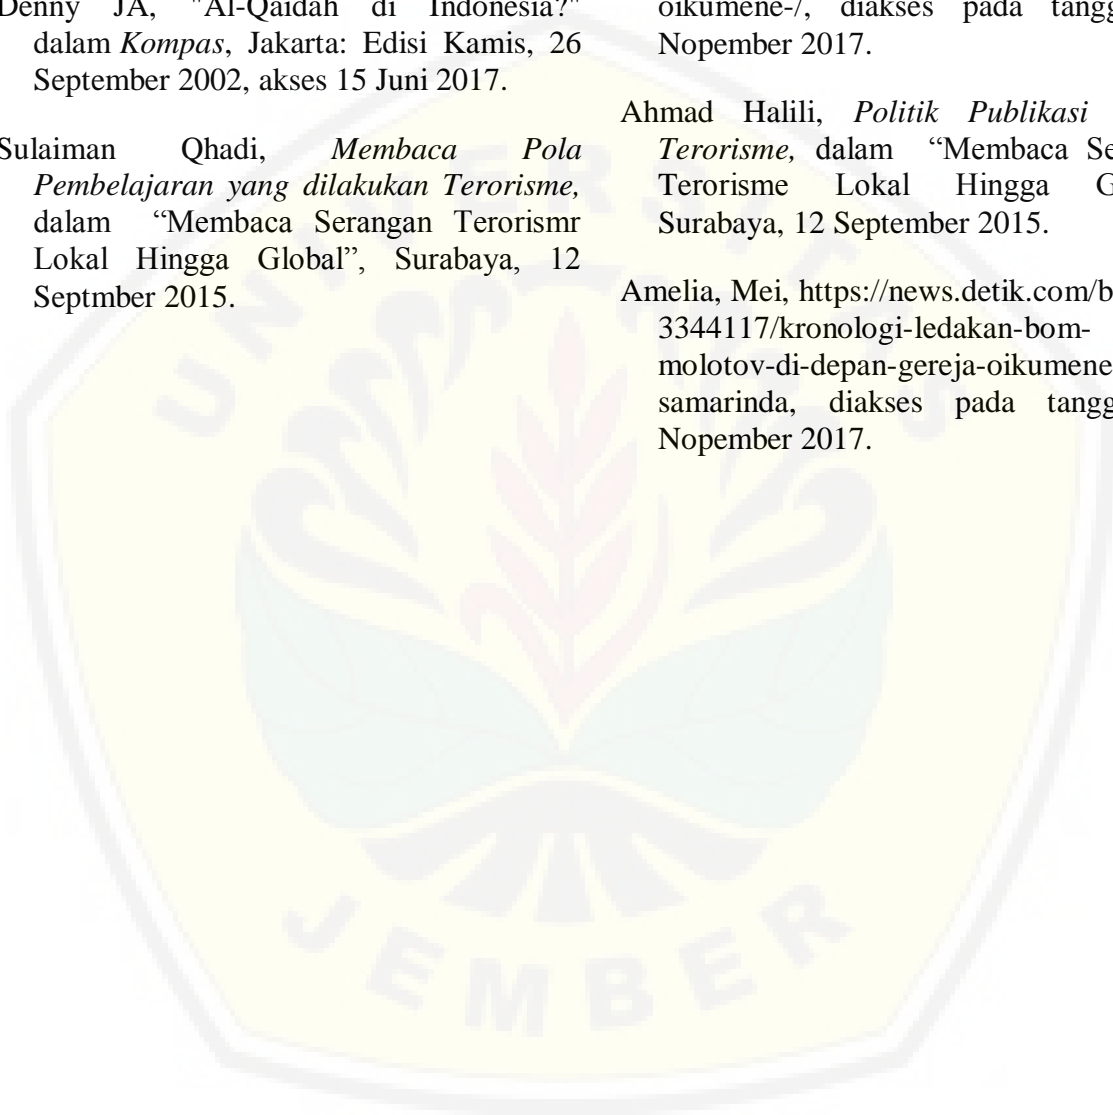 Denny JA, "Al-Qaidah di Indonesia?"
dalam Kompas, Jakarta: Edisi Kamis, 26
September 2002, akses 15 Juni 2017.
Sulaiman Qhadi, Membaca Pola
Pembelajaran yang dilakukan Terorisme,
dalam “Membaca Serangan Terorismr
Lokal Hingga Global”, Surabaya, 12
Septmber 2015.
oikumene-/, diakses pada
Nopember 2017.
Ahmad Halili, Politik Publikasi
Terorisme, dalam “Membaca
Terorisme Lokal Hingga
Surabaya, 12 September 2015.
Amelia, Mei, https://news.detik.com/b
3344117/kronologi-ledakan-bom-
molotov-di-depan-gereja-oikumene
samarinda, diakses pada
Nopember 2017.
UNIVERSITAS
JEMBER